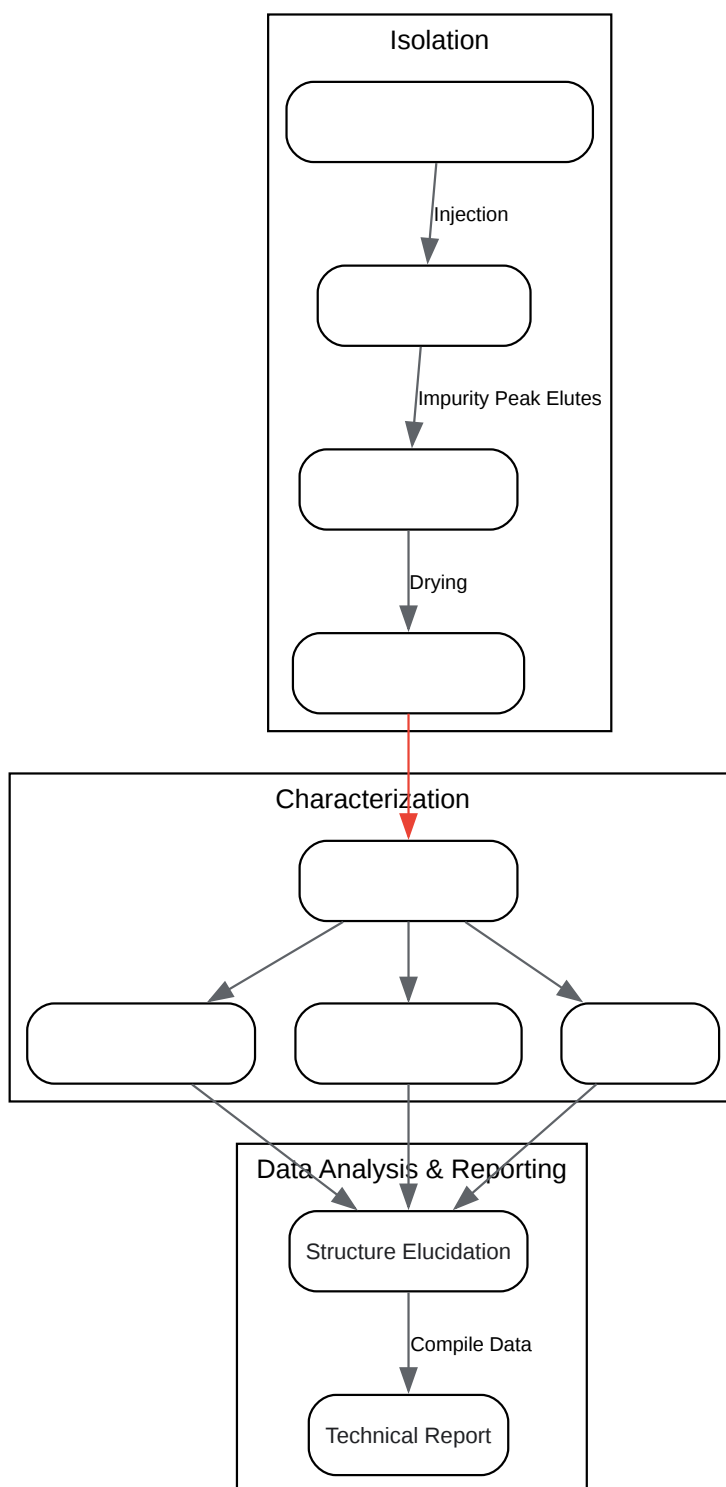 Isolation
Injection
Impurity Peak Elutes
Drying
Characterization
Data Analysis & Reporting
Structure Elucidation
Compile Data
Technical Report